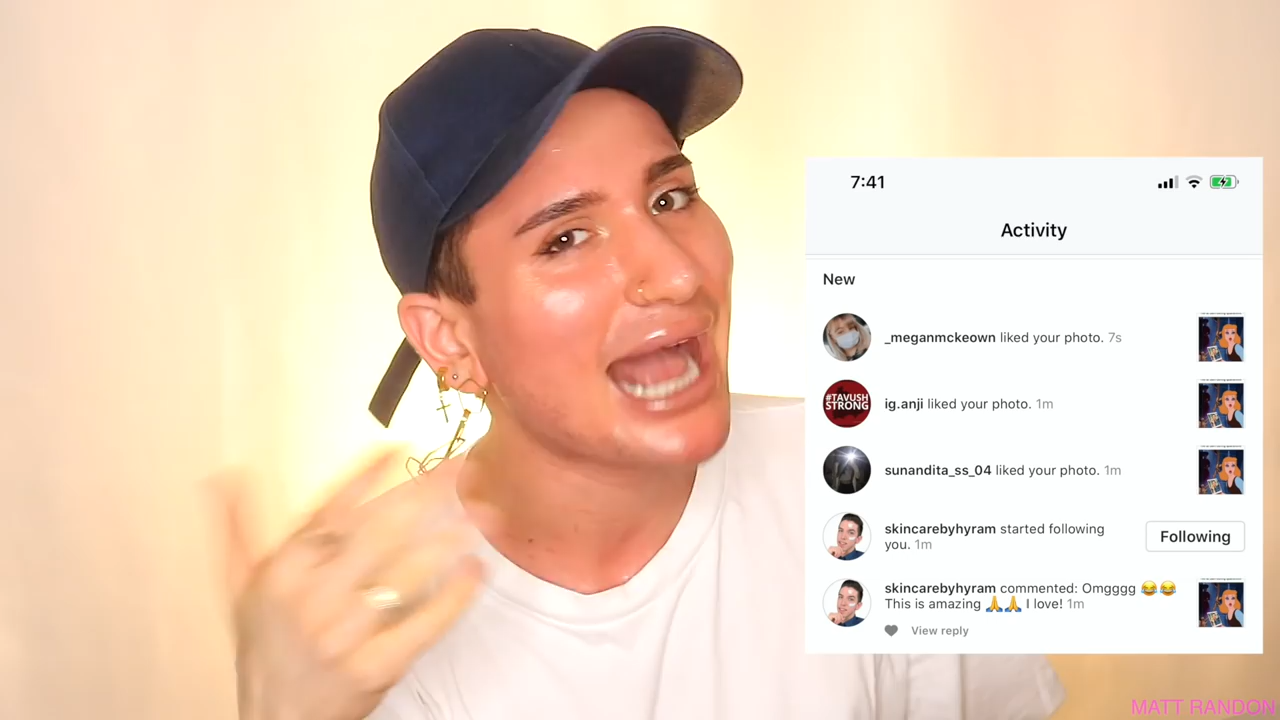 7:41
Activity
New
_meganmckeown liked your photo. 7s
#TAVUSH
STRONG
ig.anji liked your photo. 1m
sunandita_ss_04 liked your photo. 1m
skincarebyhyram started following
you. 1m
Following
skincarebyhyram commented: Omgggg 😂😂
This is amazing 🙏🙏 I love! 1m
View reply
MATT RANDON